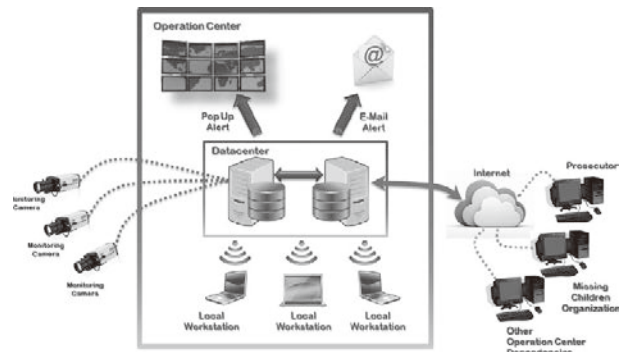 Operation Center
@
Pop Up
Alert
E-Mail
Alert
Datacenter
Internet
Prosecutor
Monitoring
Camera
Monitoring
Camera
Local
Workstation
Local
Workstation
Local
Workstation
Missing
Children
Organization
Other
Operation Center